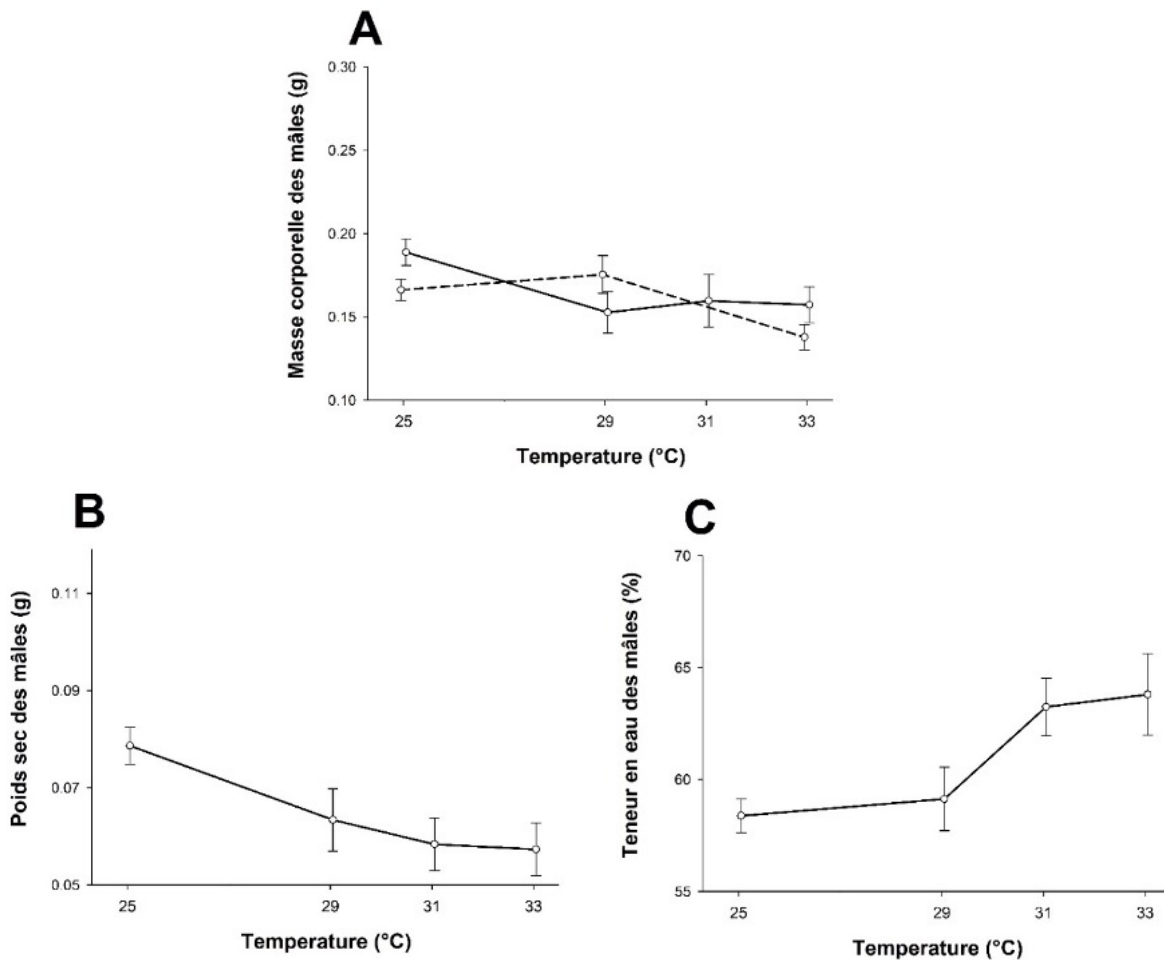 A
Masse corporelle des mâles (g)
0.30
0.25
0.20
0.15
0.10
25 29 31 33
Temperature (°C)
B
Poids sec des mâles (g)
0.11
0.09
0.07
0.05
25 29 31 33
Temperature (°C)
C
Teneur en eau des mâles (%)
70
65
60
55
25 29 31 33
Temperature (°C)